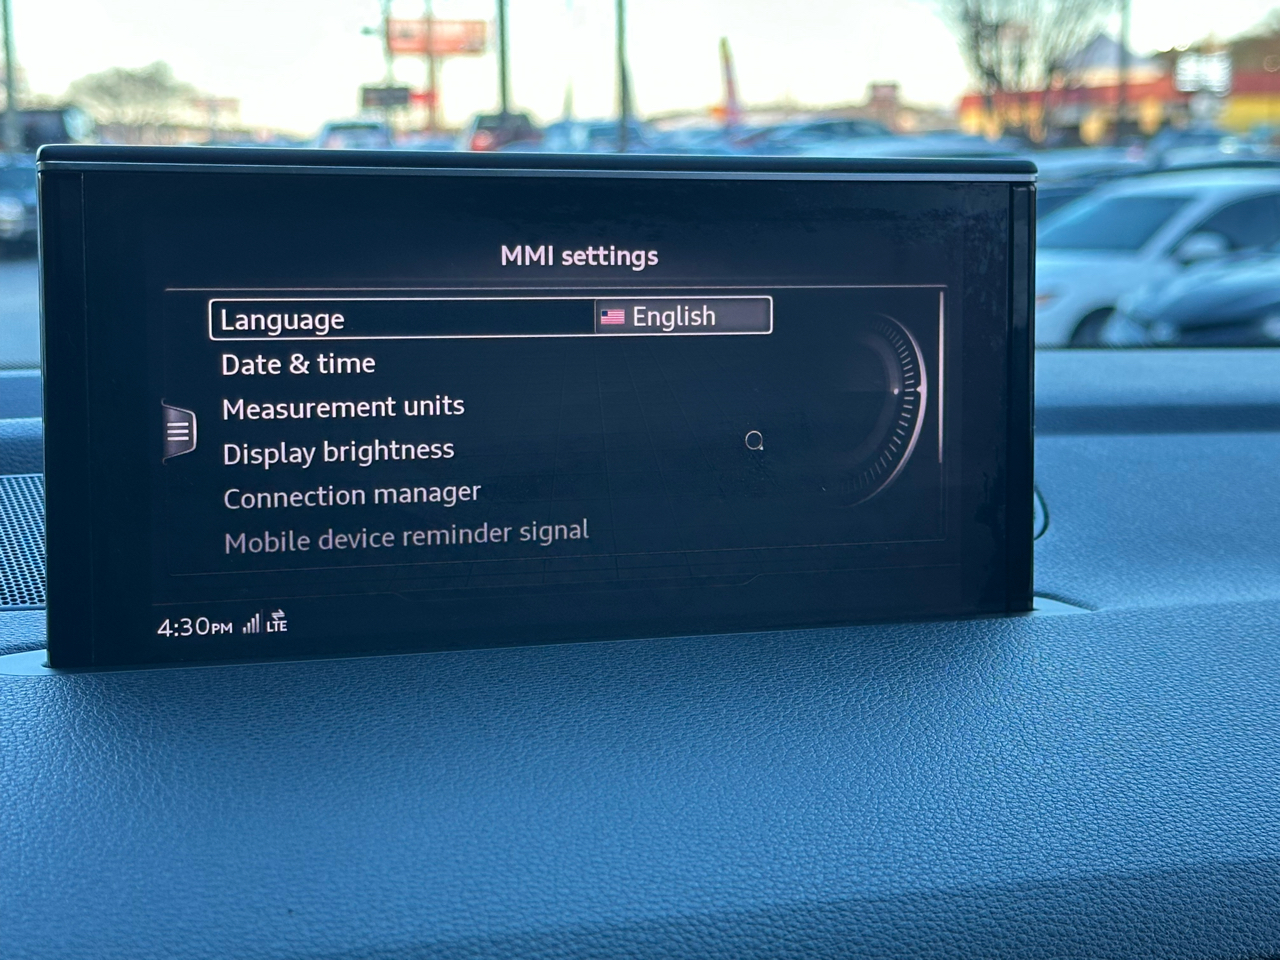 MMI settings
Language English
Date & time
Measurement units
Display brightness
Connection manager
Mobile device reminder signal
4:30PM LTE